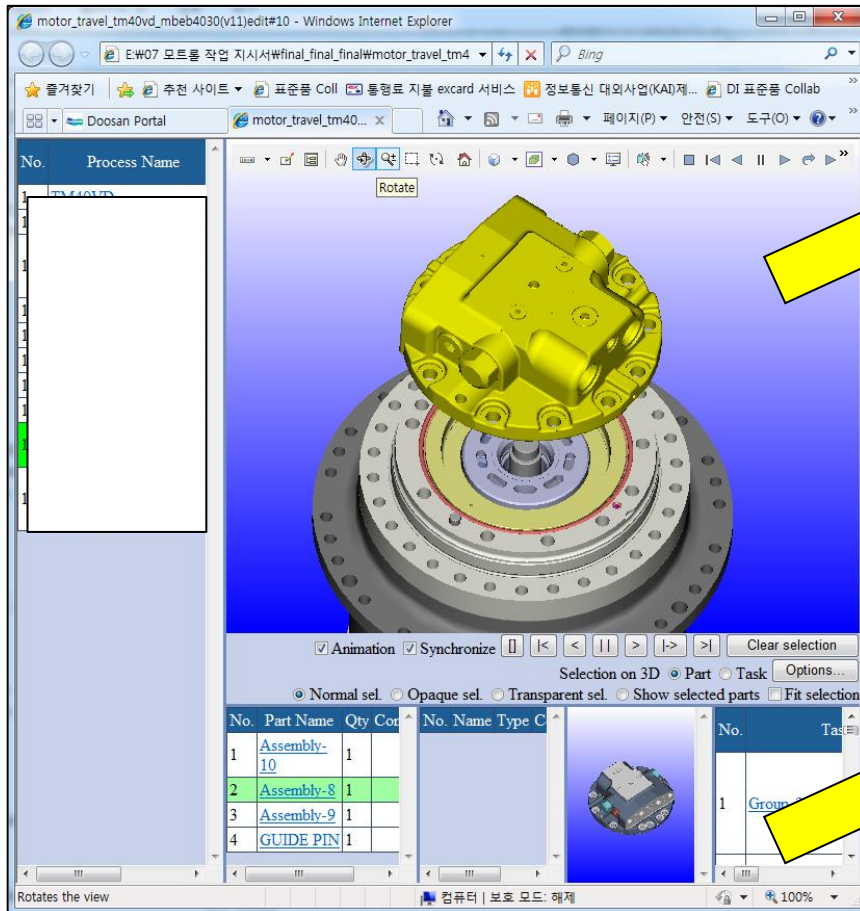 motor_travel_tm40vd_mbeb4030(v11)edit#10 - Windows Internet Explorer
E:₩07 모트롤 작업 지시서₩final_final_final₩motor_travel_tm4
Bing
즐겨찾기 추천 사이트 표준품 Coll 통행료 지불 excard 서비스 정보통신 대외사업(KAI)제... DI 표준품 Collab
Doosan Portal motor_travel_tm40... 페이지(P) 안전(S) 도구(O)
No. Process Name
TM40VD
Rotate
Animation Synchronize [] |< < || > |-> >| Clear selection
Selection on 3D Part Task Options...
Normal sel. Opaque sel. Transparent sel. Show selected parts Fit selection
No. Part Name Qty Cor No. Name Type C No. Tas
1 Assembly-10 1
2 Assembly-8 1
3 Assembly-9 1
4 GUIDE PIN 1
1
Rotates the view 컴퓨터 | 보호 모드: 해제 100%